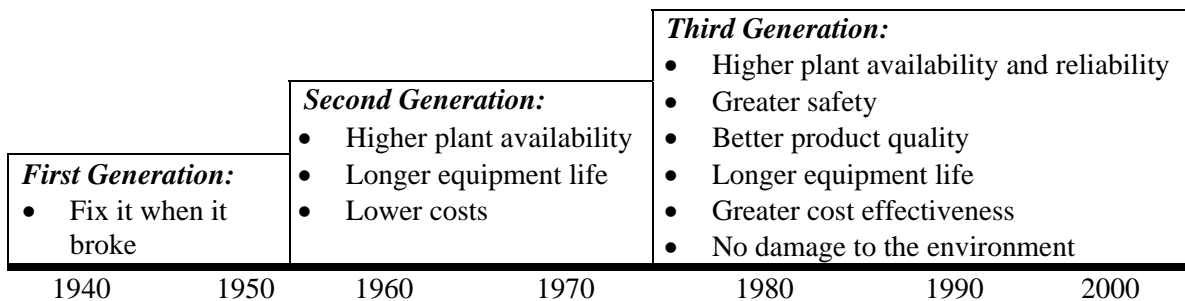 First Generation:
• Fix it when it
broke
Second Generation:
• Higher plant availability
• Longer equipment life
• Lower costs
Third Generation:
• Higher plant availability and reliability
• Greater safety
• Better product quality
• Longer equipment life
• Greater cost effectiveness
• No damage to the environment
1940 1950 1960 1970 1980 1990 2000